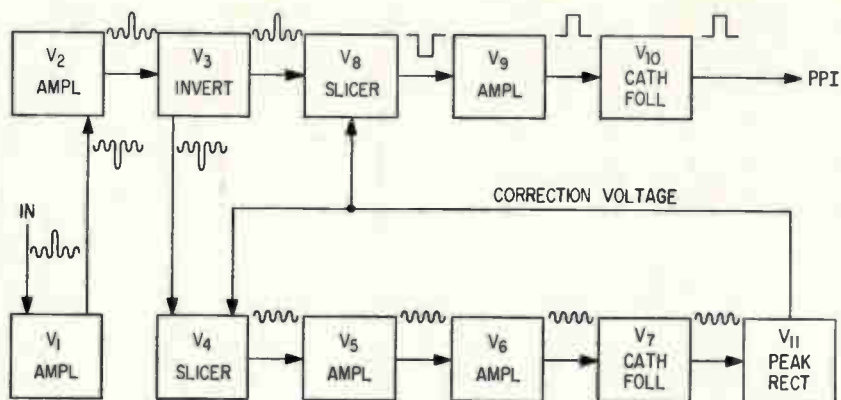 V2
AMPL
V3
INVERT
V8
SLICER
V9
AMPL
V10
CATH
FOLL
PPI
CORRECTION VOLTAGE
IN
V1
AMPL
V4
SLICER
V5
AMPL
V6
AMPL
V7
CATH
FOLL
V11
PEAK
RECT